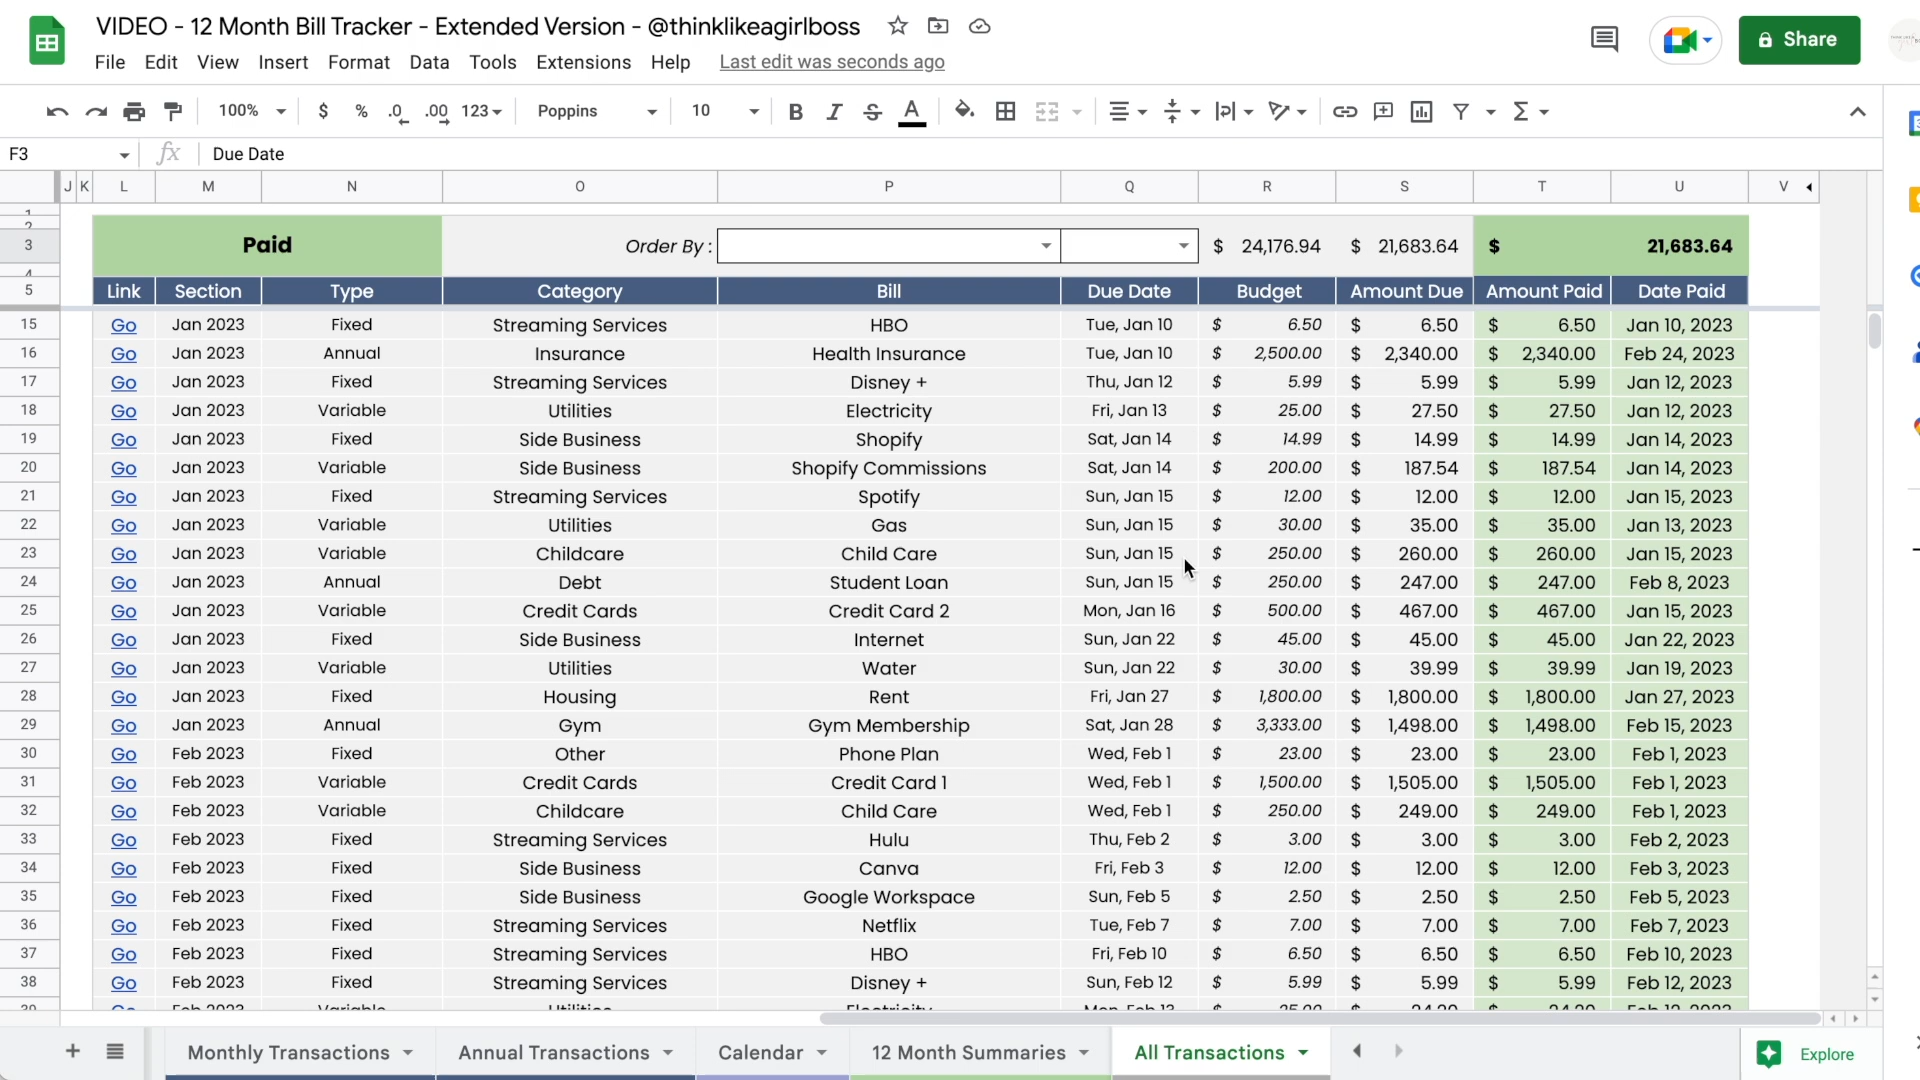 VIDEO - 12 Month Bill Tracker - Extended Version - @thinklikeagirlboss
Share
File Edit View Insert Format Data Tools Extensions Help Last edit was seconds ago
100% $ % .0 .00 123 Poppins 10 B I S A
F3 fx Due Date
J K L M N O P Q R S T U V
1
2
3 Paid Order By : $ 24,176.94 $ 21,683.64 $ 21,683.64
4
5 Link Section Type Category Bill Due Date Budget Amount Due Amount Paid Date Paid
15 Go Jan 2023 Fixed Streaming Services HBO Tue, Jan 10 $ 6.50 $ 6.50 $ 6.50 Jan 10, 2023
16 Go Jan 2023 Annual Insurance Health Insurance Tue, Jan 10 $ 2,500.00 $ 2,340.00 $ 2,340.00 Feb 24, 2023
17 Go Jan 2023 Fixed Streaming Services Disney + Thu, Jan 12 $ 5.99 $ 5.99 $ 5.99 Jan 12, 2023
18 Go Jan 2023 Variable Utilities Electricity Fri, Jan 13 $ 25.00 $ 27.50 $ 27.50 Jan 12, 2023
19 Go Jan 2023 Fixed Side Business Shopify Sat, Jan 14 $ 14.99 $ 14.99 $ 14.99 Jan 14, 2023
20 Go Jan 2023 Variable Side Business Shopify Commissions Sat, Jan 14 $ 200.00 $ 187.54 $ 187.54 Jan 14, 2023
21 Go Jan 2023 Fixed Streaming Services Spotify Sun, Jan 15 $ 12.00 $ 12.00 $ 12.00 Jan 15, 2023
22 Go Jan 2023 Variable Utilities Gas Sun, Jan 15 $ 30.00 $ 35.00 $ 35.00 Jan 13, 2023
23 Go Jan 2023 Variable Childcare Child Care Sun, Jan 15 $ 250.00 $ 260.00 $ 260.00 Jan 15, 2023
24 Go Jan 2023 Annual Debt Student Loan Sun, Jan 15 $ 250.00 $ 247.00 $ 247.00 Feb 8, 2023
25 Go Jan 2023 Variable Credit Cards Credit Card 2 Mon, Jan 16 $ 500.00 $ 467.00 $ 467.00 Jan 15, 2023
26 Go Jan 2023 Fixed Side Business Internet Sun, Jan 22 $ 45.00 $ 45.00 $ 45.00 Jan 22, 2023
27 Go Jan 2023 Variable Utilities Water Sun, Jan 22 $ 30.00 $ 39.99 $ 39.99 Jan 19, 2023
28 Go Jan 2023 Fixed Housing Rent Fri, Jan 27 $ 1,800.00 $ 1,800.00 $ 1,800.00 Jan 27, 2023
29 Go Jan 2023 Annual Gym Gym Membership Sat, Jan 28 $ 3,333.00 $ 1,498.00 $ 1,498.00 Feb 15, 2023
30 Go Feb 2023 Fixed Other Phone Plan Wed, Feb 1 $ 23.00 $ 23.00 $ 23.00 Feb 1, 2023
31 Go Feb 2023 Variable Credit Cards Credit Card 1 Wed, Feb 1 $ 1,500.00 $ 1,505.00 $ 1,505.00 Feb 1, 2023
32 Go Feb 2023 Variable Childcare Child Care Wed, Feb 1 $ 250.00 $ 249.00 $ 249.00 Feb 1, 2023
33 Go Feb 2023 Fixed Streaming Services Hulu Thu, Feb 2 $ 3.00 $ 3.00 $ 3.00 Feb 2, 2023
34 Go Feb 2023 Fixed Side Business Canva Fri, Feb 3 $ 12.00 $ 12.00 $ 12.00 Feb 3, 2023
35 Go Feb 2023 Fixed Side Business Google Workspace Sun, Feb 5 $ 2.50 $ 2.50 $ 2.50 Feb 5, 2023
36 Go Feb 2023 Fixed Streaming Services Netflix Tue, Feb 7 $ 7.00 $ 7.00 $ 7.00 Feb 7, 2023
37 Go Feb 2023 Fixed Streaming Services HBO Fri, Feb 10 $ 6.50 $ 6.50 $ 6.50 Feb 10, 2023
38 Go Feb 2023 Fixed Streaming Services Disney + Sun, Feb 12 $ 5.99 $ 5.99 $ 5.99 Feb 12, 2023
Monthly Transactions Annual Transactions Calendar 12 Month Summaries All Transactions Explore